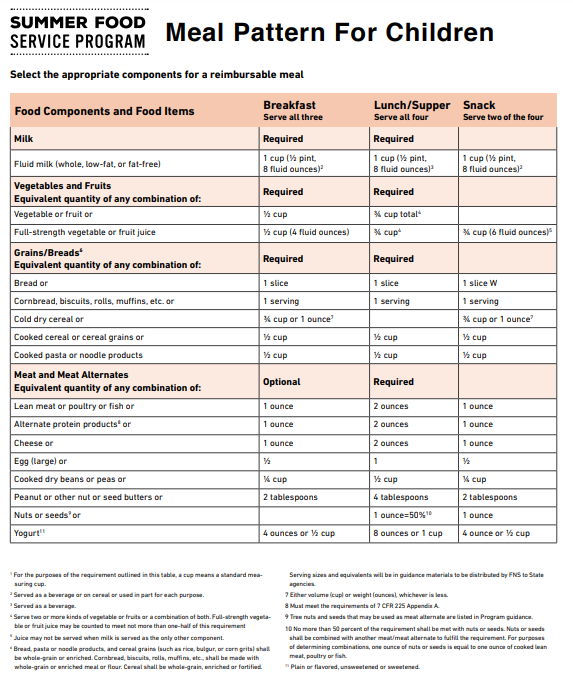 SUMMER FOOD
SERVICE PROGRAM
Meal Pattern For Children
Select the appropriate components for a reimbursable meal
Food Components and Food Items Breakfast Serve all three Lunch/Supper Serve all four Snack Serve two of the four
Milk Required Required
Fluid milk (whole, low-fat, or fat-free) 1 cup (½ pint, 8 fluid ounces)² 1 cup (½ pint, 8 fluid ounces)³ 1 cup (½ pint, 8 fluid ounces)²
Vegetables and Fruits
Equivalent quantity of any combination of: Required Required
Vegetable or fruit or ½ cup ¾ cup total⁴
Full-strength vegetable or fruit juice ½ cup (4 fluid ounces) ¾ cup⁴ ¾ cup (6 fluid ounces)⁵
Grains/Breads⁶
Equivalent quantity of any combination of: Required Required
Bread or 1 slice 1 slice 1 slice W
Cornbread, biscuits, rolls, muffins, etc. or 1 serving 1 serving 1 serving
Cold dry cereal or ¾ cup or 1 ounce⁷ ¾ cup or 1 ounce⁷
Cooked cereal or cereal grains or ½ cup ½ cup ½ cup
Cooked pasta or noodle products ½ cup ½ cup ½ cup
Meat and Meat Alternates
Equivalent quantity of any combination of: Optional Required
Lean meat or poultry or fish or 1 ounce 2 ounces 1 ounce
Alternate protein products⁸ or 1 ounce 2 ounces 1 ounce
Cheese or 1 ounce 2 ounces 1 ounce
Egg (large) or ½ 1 ½
Cooked dry beans or peas or ¼ cup ½ cup ¼ cup
Peanut or other nut or seed butters or 2 tablespoons 4 tablespoons 2 tablespoons
Nuts or seeds⁹ or 1 ounce=50%¹⁰ 1 ounce
Yogurt¹¹ 4 ounces or ½ cup 8 ounces or 1 cup 4 ounces or ½ cup
¹ For the purposes of the requirement outlined in this table, a cup means a standard mea-
suring cup.
² Served as a beverage or on cereal or used in part for each purpose.
³ Served as a beverage.
⁴ Serve two or more kinds of vegetable or fruits or a combination of both. Full-strength vegeta-
ble or fruit juice may be counted to meet not more than one-half of this requirement
⁵ Juice may not be served when milk is served as the only other component.
⁶ Bread, pasta or noodle products, and cereal grains (such as rice, bulgur, or corn grits) shall
be whole-grain or enriched. Cornbread, biscuits, rolls, muffins, etc., shall be made with
whole-grain or enriched meal or flour. Cereal shall be whole-grain, enriched or fortified.
Serving sizes and equivalents will be in guidance materials to be distributed by FNS to State
agencies.
7 Either volume (cup) or weight (ounces), whichever is less.
8 Must meet the requirements of 7 CFR 225 Appendix A.
9 Tree nuts and seeds that may be used as meat alternate are listed in Program guidance.
10 No more than 50 percent of the requirement shall be met with nuts or seeds. Nuts or seeds
shall be combined with another meat/meat alternate to fulfill the requirement. For purposes
of determining combinations, one ounce of nuts or seeds is equal to one ounce of cooked lean
meat, poultry or fish.
¹¹ Plain or flavored, unsweetened or sweetened.